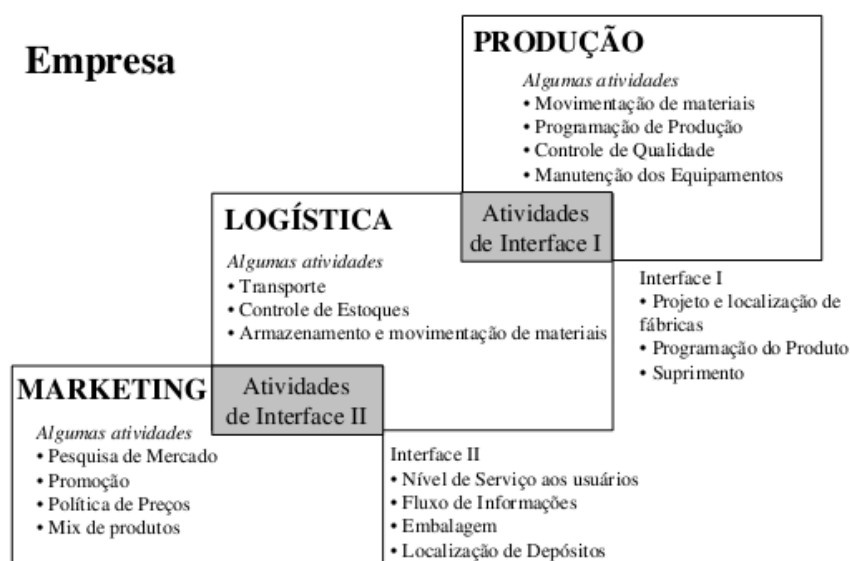 Empresa
PRODUÇÃO
Algumas atividades
• Movimentação de materiais
• Programação de Produção
• Controle de Qualidade
• Manutenção dos Equipamentos
LOGÍSTICA
Algumas atividades
• Transporte
• Controle de Estoques
• Armazenamento e movimentação de materiais
Atividades
de Interface I
Interface I
• Projeto e localização de
fábricas
• Programação do Produto
• Suprimento
MARKETING
Algumas atividades
• Pesquisa de Mercado
• Promoção
• Política de Preços
• Mix de produtos
Atividades
de Interface II
Interface II
• Nível de Serviço aos usuários
• Fluxo de Informações
• Embalagem
• Localização de Depósitos